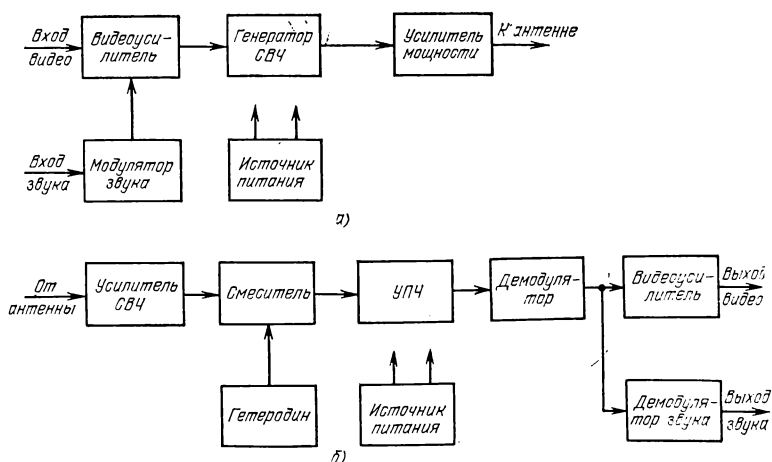 Вход
видео
Видеоуси-
литель
Генератор
СВЧ
Усилитель
мощности
К антенне
Вход
звука
Модулятор
звука
Источник
питания
а)
От
антенны
Усилитель
СВЧ
Смеситель
УПЧ
Демодуля-
тор
Видеоуси-
литель
Выход
видео
Гетеродин
Источник
питания
Демодуля-
тор звука
Выход
звука
б)